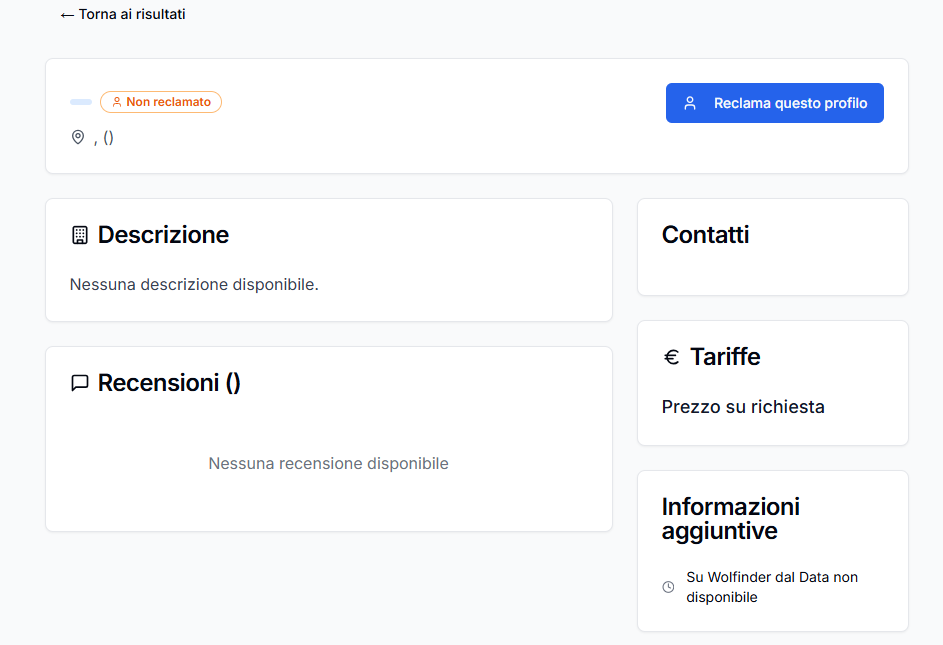 ← Torna ai risultati
Non reclamato
Reclama questo profilo
, ()
Descrizione
Nessuna descrizione disponibile.
Recensioni ()
Nessuna recensione disponibile
Contatti
€ Tariffe
Prezzo su richiesta
Informazioni
aggiuntive
Su Wolfinder dal Data non
disponibile